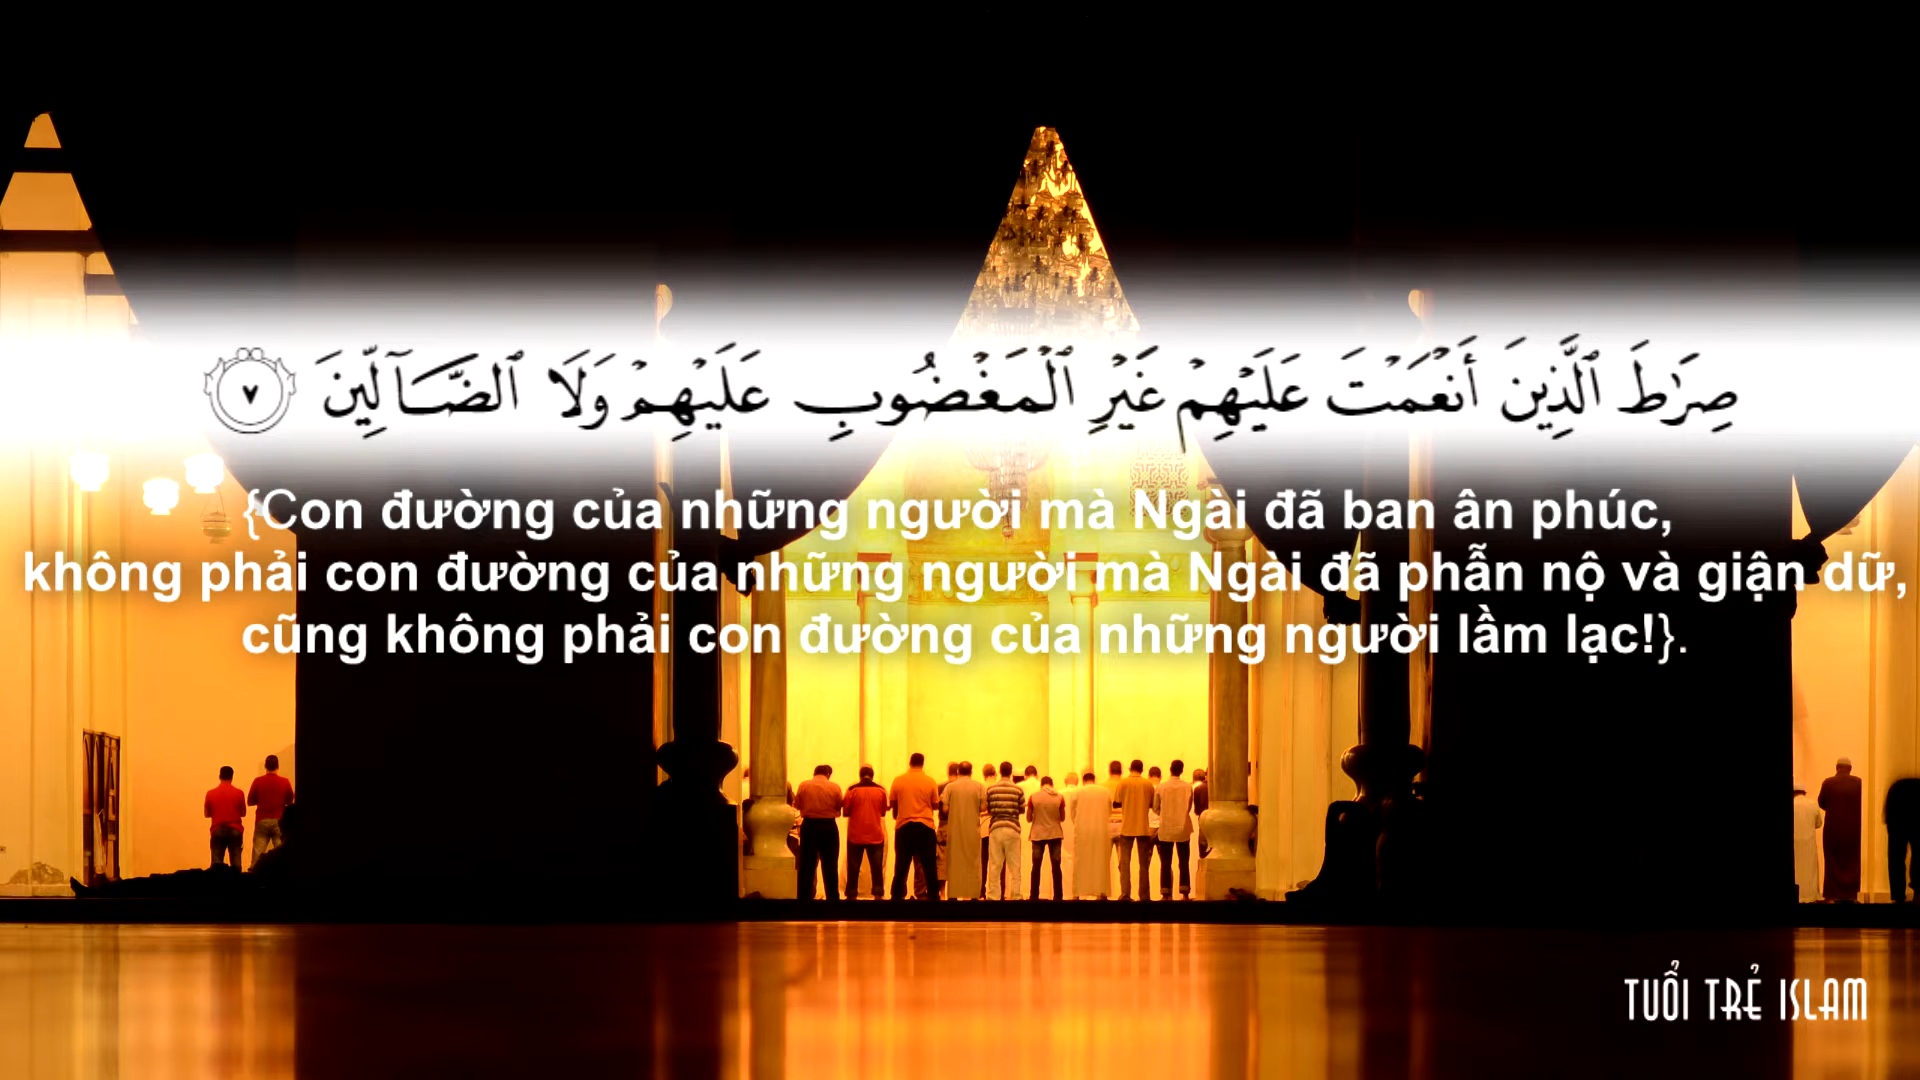 صِرَٰطَ ٱلَّذِينَ أَنْعَمْتَ عَلَيْهِمْ غَيْرِ ٱلْمَغْضُوبِ عَلَيْهِمْ وَلَا ٱلضَّآلِّينَ ٧
{Con đường của những người mà Ngài đã ban ân phúc,
không phải con đường của những người mà Ngài đã phẫn nộ và giận dữ,
cũng không phải con đường của những người lầm lạc!}.
TUỔI TRẺ ISLAM